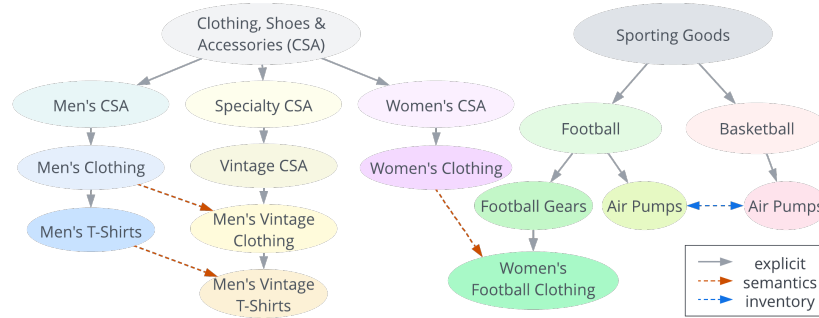 Clothing, Shoes &
Accessories (CSA)
Sporting Goods
Men's CSA
Specialty CSA
Women's CSA
Football
Basketball
Men's Clothing
Vintage CSA
Women's Clothing
Men's T-Shirts
Men's Vintage
Clothing
Football Gears
Air Pumps
Air Pumps
Men's Vintage
T-Shirts
Women's
Football Clothing
explicit
semantics
inventory